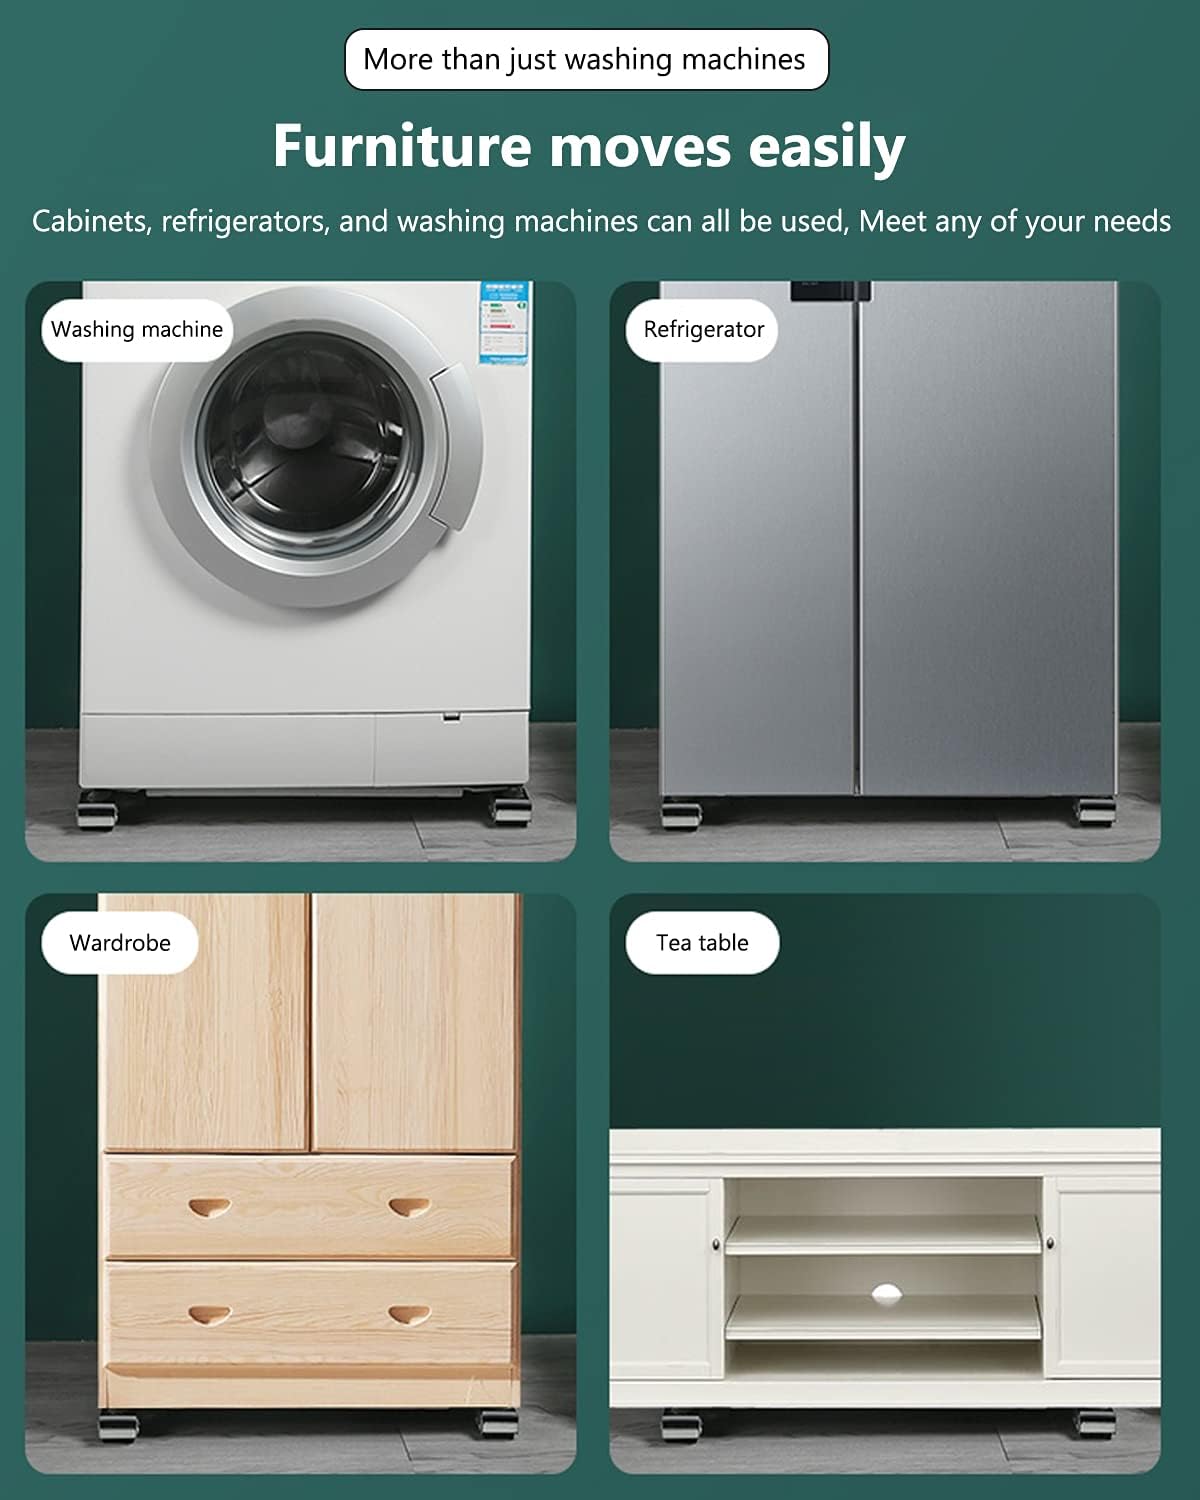 More than just washing machines
Furniture moves easily
Cabinets, refrigerators, and washing machines can all be used, Meet any of your needs
Washing machine
Refrigerator
Wardrobe
Tea table